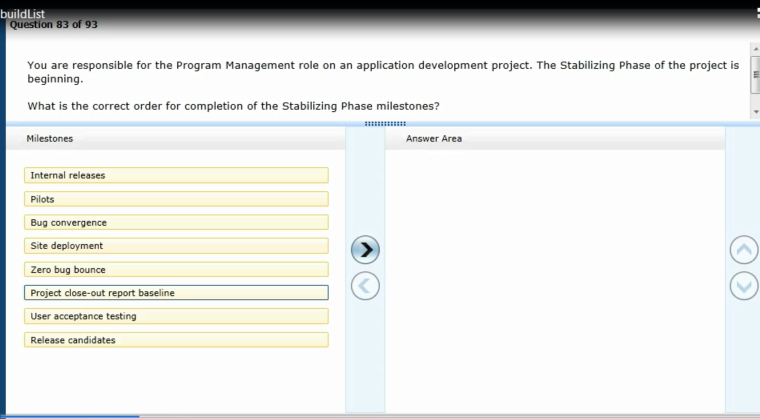 buildList
Question 83 of 93
You are responsible for the Program Management role on an application development project. The Stabilizing Phase of the project is
beginning.
What is the correct order for completion of the Stabilizing Phase milestones?
Milestones
Answer Area
Internal releases
Pilots
Bug convergence
Site deployment
Zero bug bounce
Project close-out report baseline
User acceptance testing
Release candidates